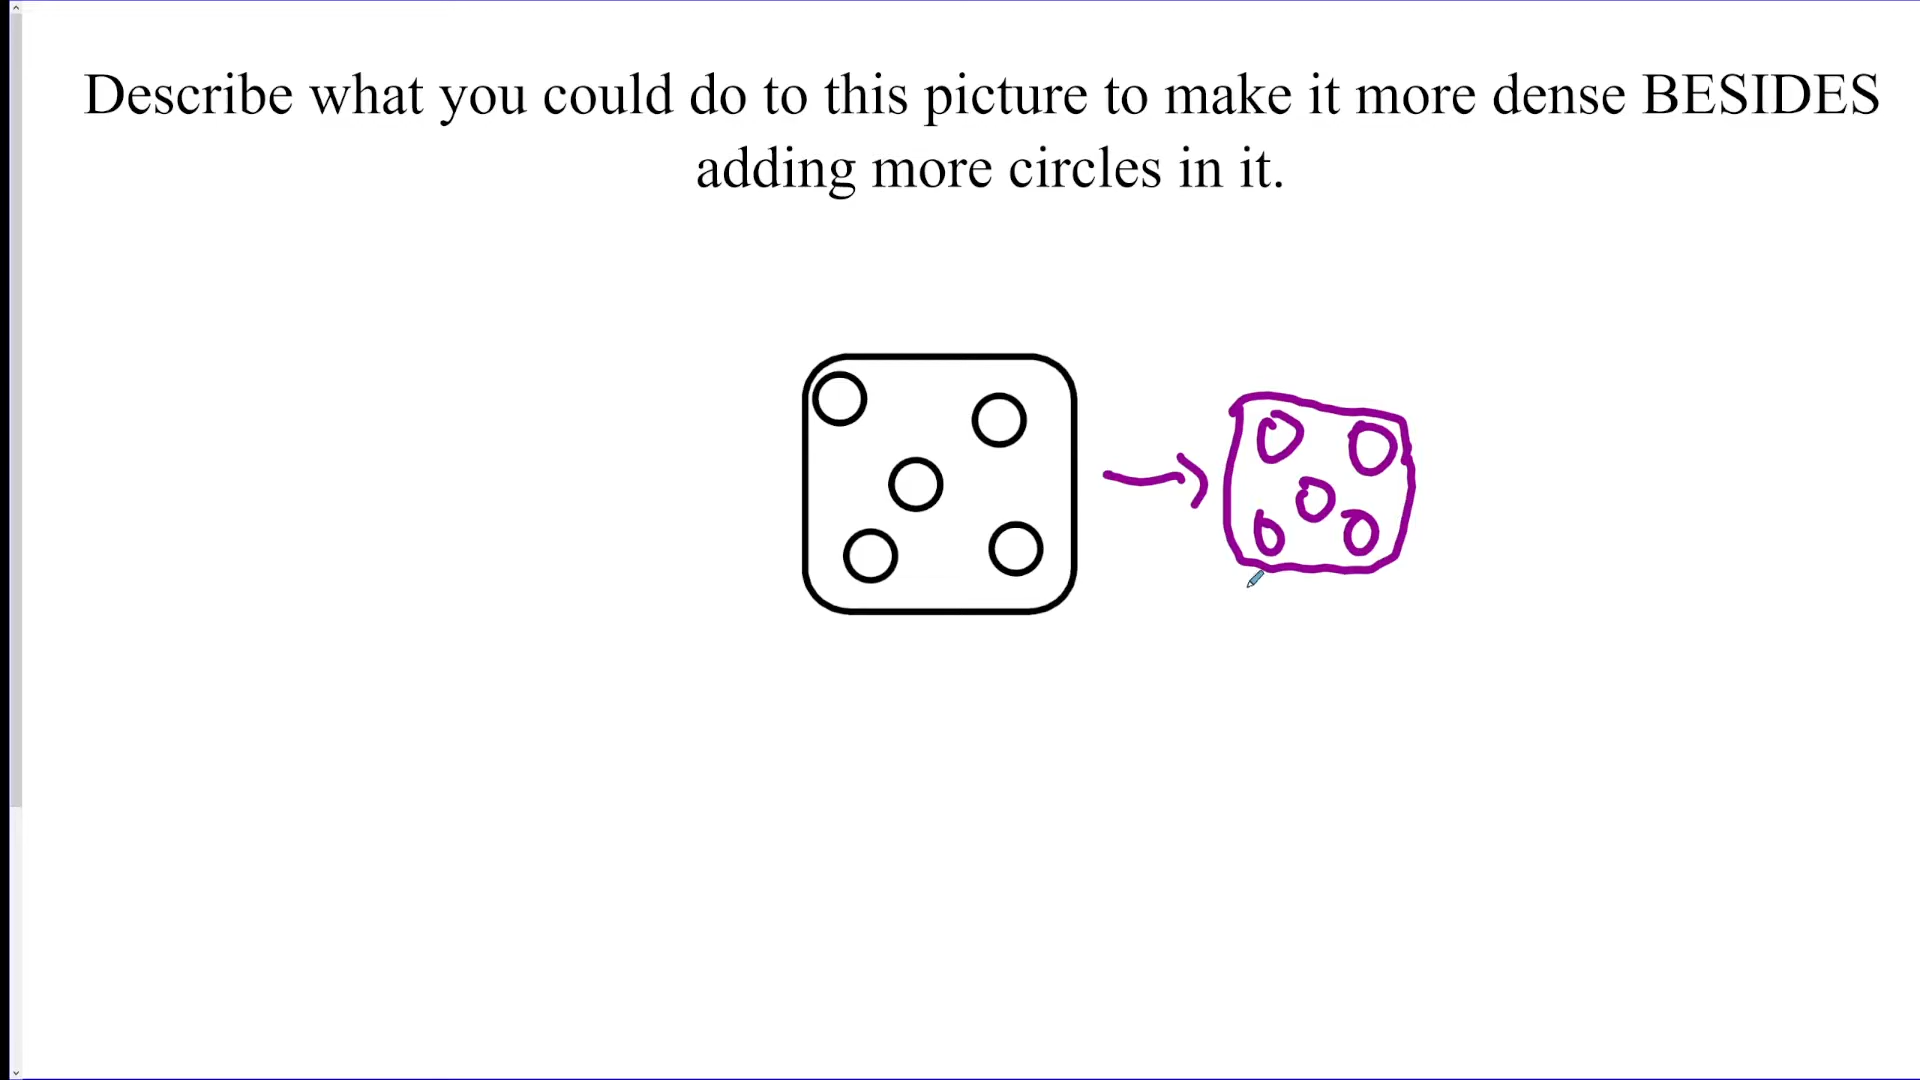 Describe what you could do to this picture to make it more dense BESIDES
adding more circles in it.